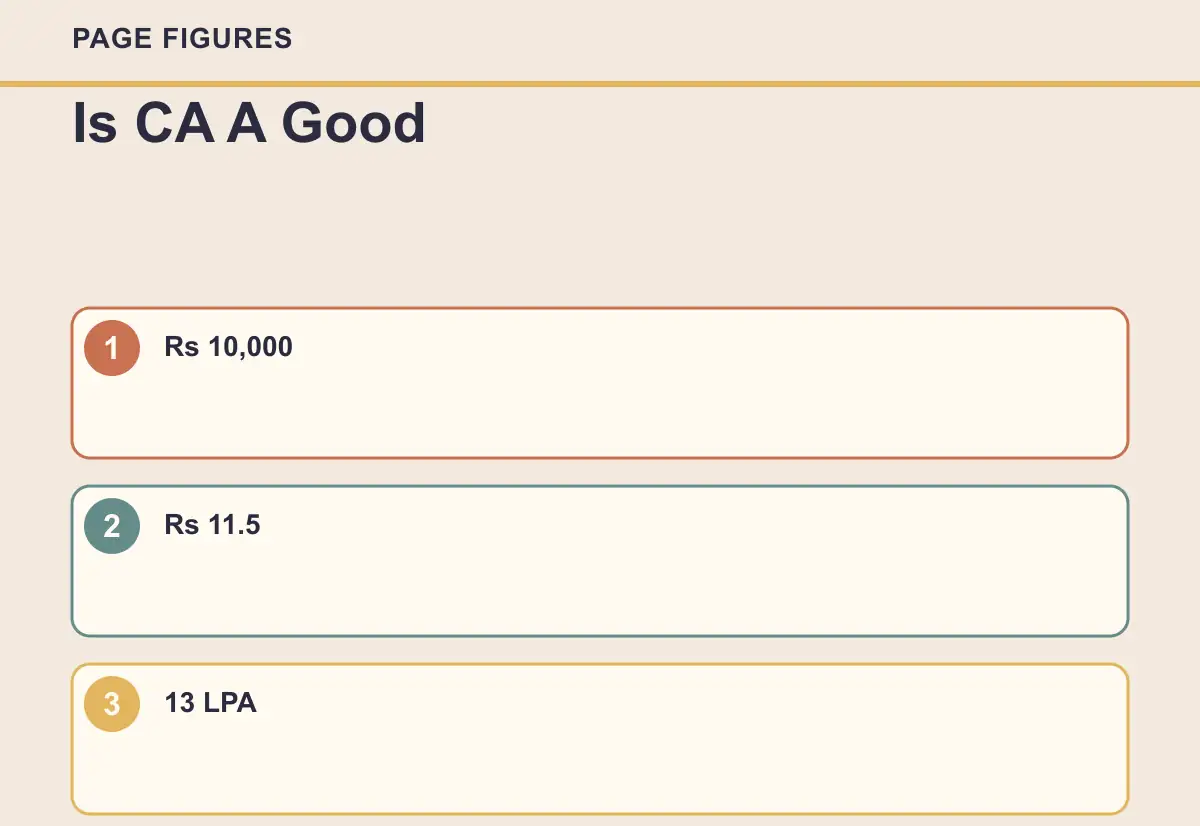 PAGE FIGURES
Is CA A Good
1
Rs 10,000
2
Rs 11.5
3
13 LPA